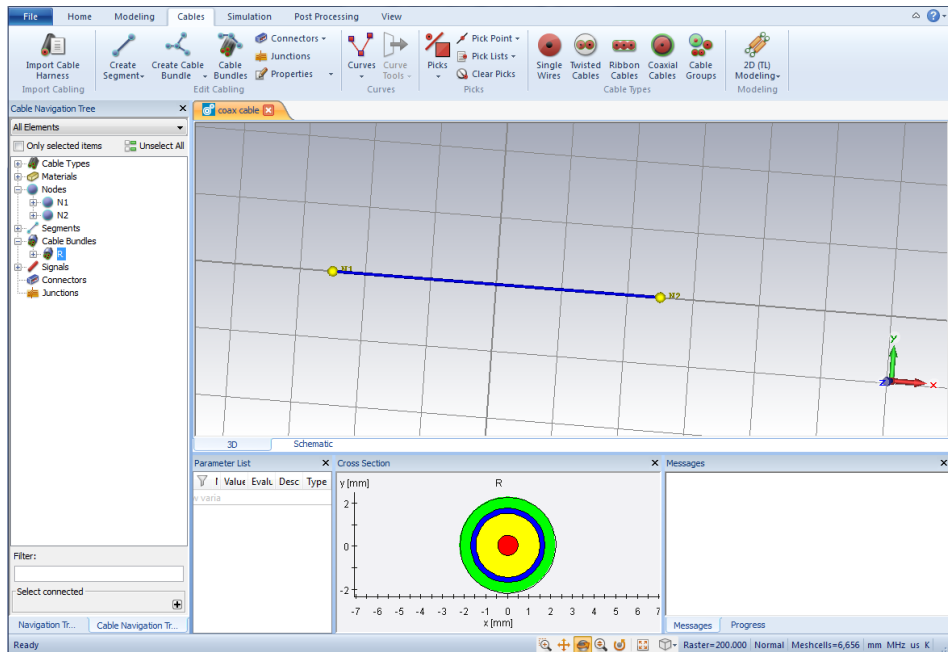 File Home Modeling Cables Simulation Post Processing View
Connectors
Junctions
Properties
Import Cable Harness
Create Segment
Create Cable Bundle
Cable Bundles
Curves
Curve Tools
Picks
Pick Point
Pick Lists
Clear Picks
Single Wires
Twisted Cables
Ribbon Cables
Coaxial Cables
Cable Groups
2D (TL) Modeling
Import Cabling Edit Cabling Curves Picks Cable Types Modeling
Cable Navigation Tree
coax cable
All Elements
Only selected items Unselect All
Cable Types
Materials
Nodes
N1
N2
Segments
Cable Bundles
R
Signals
Connectors
Junctions
N1
N2
y
x
z
3D Schematic
Filter:
Select connected
Navigation Tr... Cable Navigation Tr...
Parameter List
Value Evalu Desc Type
w varia
Cross Section
y [mm]
R
2
0
-2
-7 -6 -5 -4 -3 -2 -1 0 1 2 3 4 5 6 7
x [mm]
Messages
Messages Progress
Ready Raster=200.000 Normal Meshcells=6,656 mm MHz us K